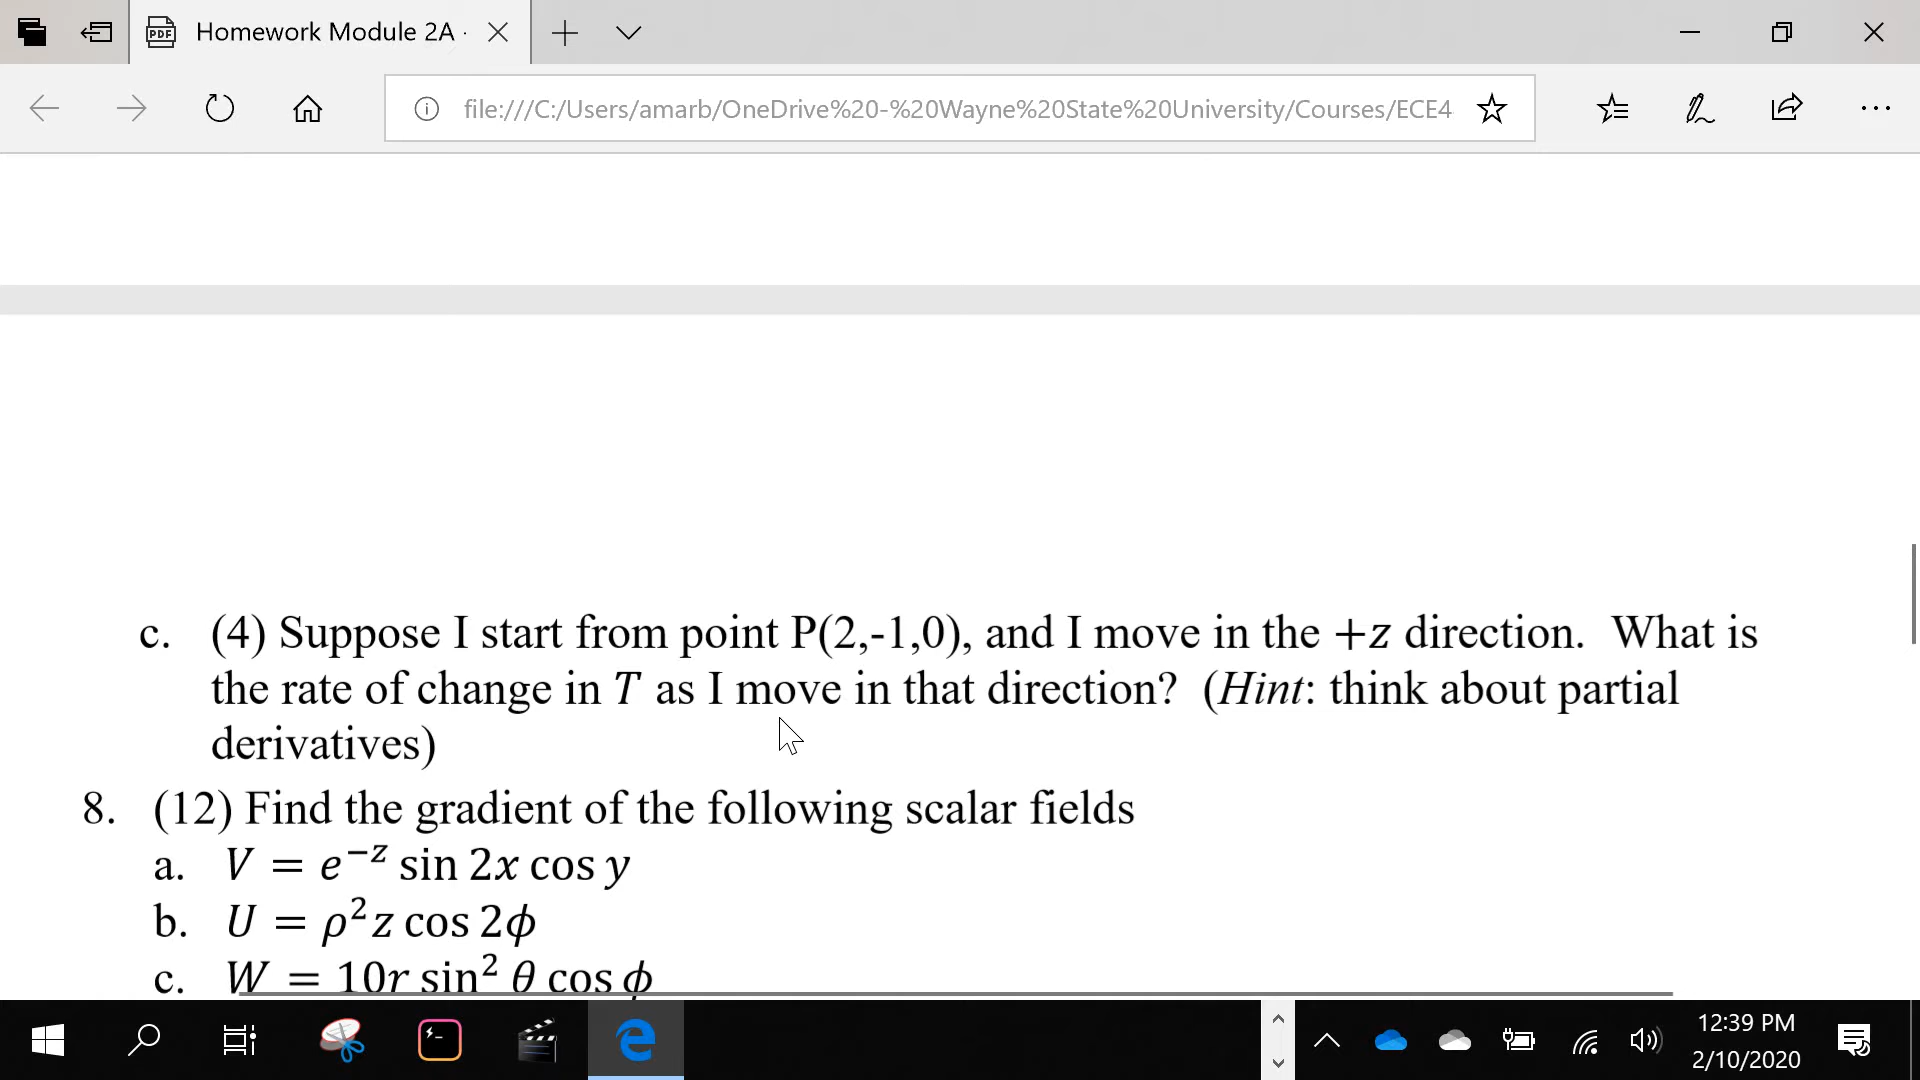 PDF Homework Module 2A ·
file:///C:/Users/amarb/OneDrive%20-%20Wayne%20State%20University/Courses/ECE4
c. (4) Suppose I start from point P(2,-1,0), and I move in the +z direction. What is
the rate of change in T as I move in that direction? (Hint: think about partial
derivatives)
8. (12) Find the gradient of the following scalar fields
a. V = e⁻ᶻ sin 2x cos y
b. U = ρ²z cos 2ϕ
c. W = 10r sin² θ cos ϕ
12:39 PM
2/10/2020